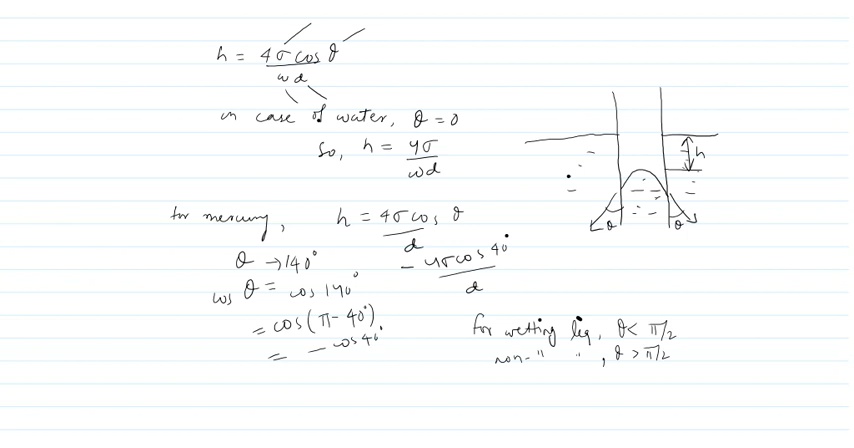 h = 4σ cos θ / wd
in case of water, θ = 0
So, h = 4σ / wd
h
for mercury, h = 4σ cos θ / d
θ → 140°
- 4σ cos 40° / d
cos θ = cos 140°
= cos (π - 40°)
= - cos 40°
θ θ
for wetting liq, θ < π/2
non- " " , θ > π/2